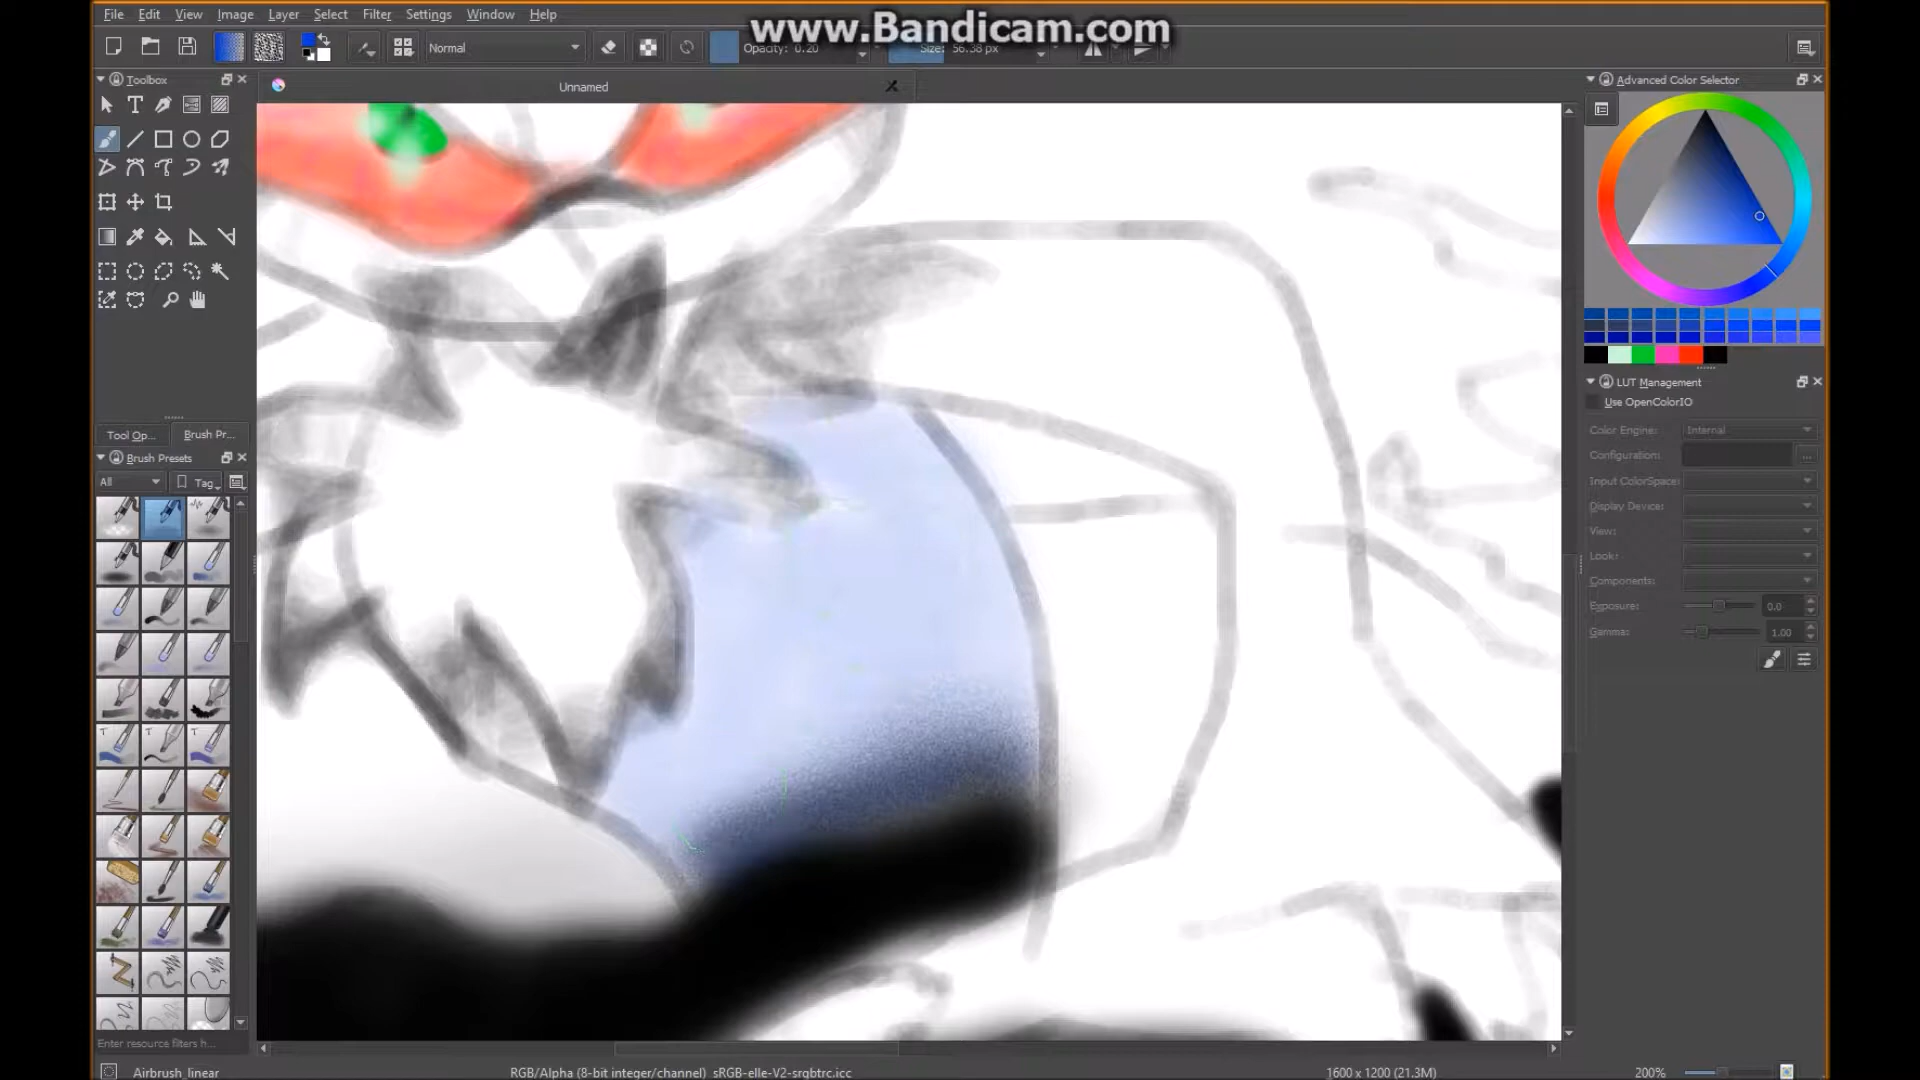 File Edit View Image Layer Select Filter Settings Window Help
www.Bandicam.com
Normal
Opacity: 0.20
Size: 56.38 px
Toolbox
Unnamed
Advanced Color Selector
LUT Management
Use OpenColorIO
Color Engine: Internal
Configuration: ...
Input ColorSpace:
Display Device:
View:
Look:
Components:
Exposure: 0.0
Gamma: 1.00
Tool Op... Brush Pr...
Brush Presets
All Tag
Enter resource filters h...
Airbrush_linear
RGB/Alpha (8-bit integer/channel) sRGB-elle-V2-srgbtrc.icc
1600 x 1200 (21.3M)
200%